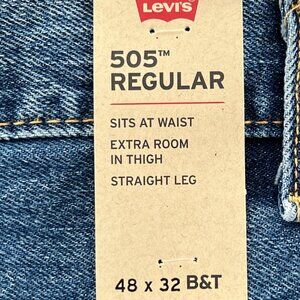 Levi's
505™
REGULAR
SITS AT WAIST
EXTRA ROOM
IN THIGH
STRAIGHT LEG
48 x 32 B&T